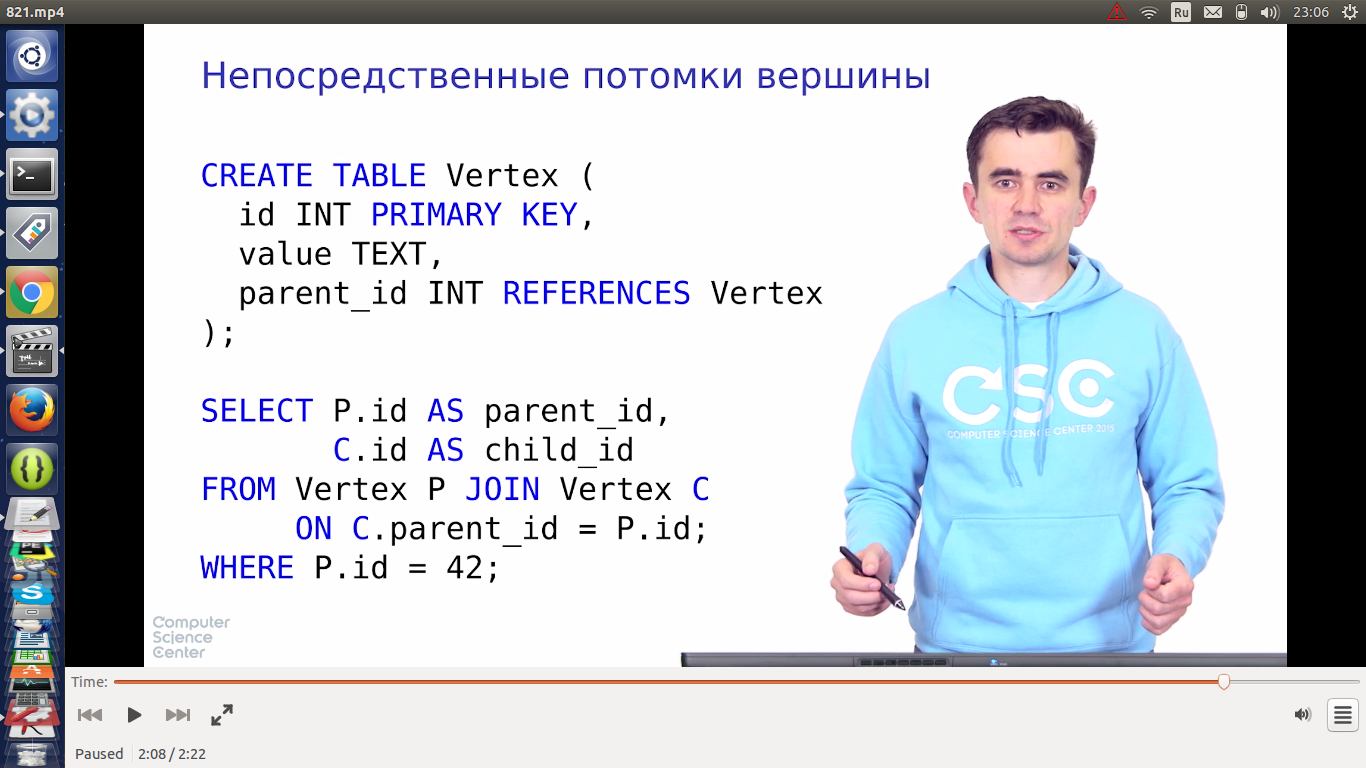 821.mp4
Ru
23:06
Непосредственные потомки вершины
CREATE TABLE Vertex (
id INT PRIMARY KEY,
value TEXT,
parent_id INT REFERENCES Vertex
);
SELECT P.id AS parent_id,
C.id AS child_id
FROM Vertex P JOIN Vertex C
ON C.parent_id = P.id;
WHERE P.id = 42;
CSC
COMPUTER SCIENCE CENTER 2015
Computer
Science
Center
Time:
Paused 2:08 / 2:22